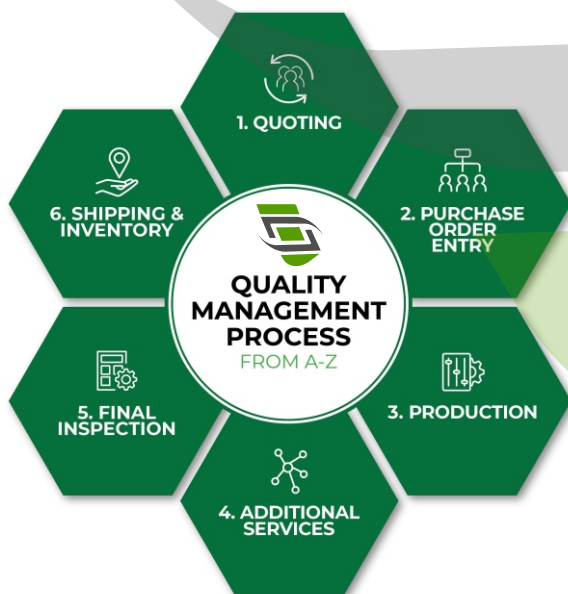 1. QUOTING
2. PURCHASE
ORDER
ENTRY
3. PRODUCTION
4. ADDITIONAL
SERVICES
5. FINAL
INSPECTION
6. SHIPPING &
INVENTORY
QUALITY
MANAGEMENT
PROCESS
FROM A-Z